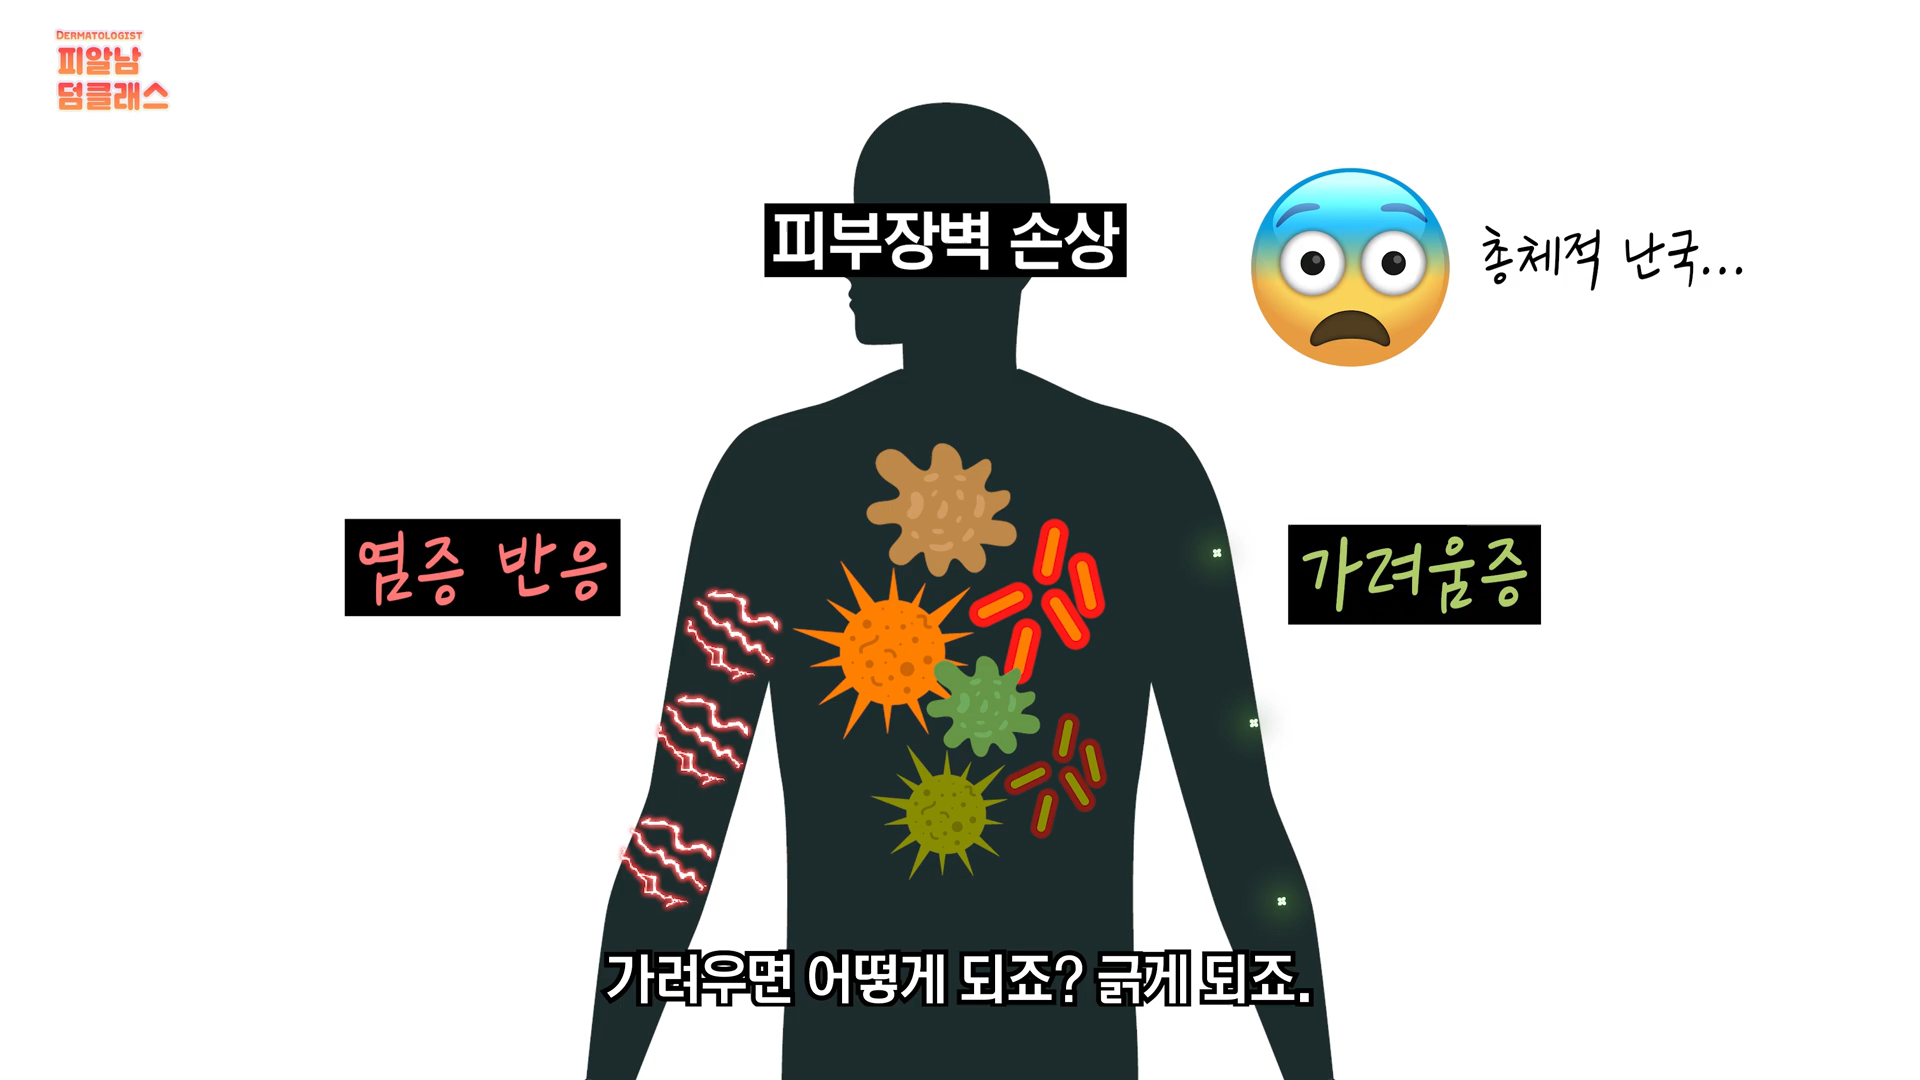 DERMATOLOGIST
피알남
덤클래스
피부장벽 손상
총체적 난국...
염증 반응
가려움증
가려우면 어떻게 되죠? 긁게 되죠.